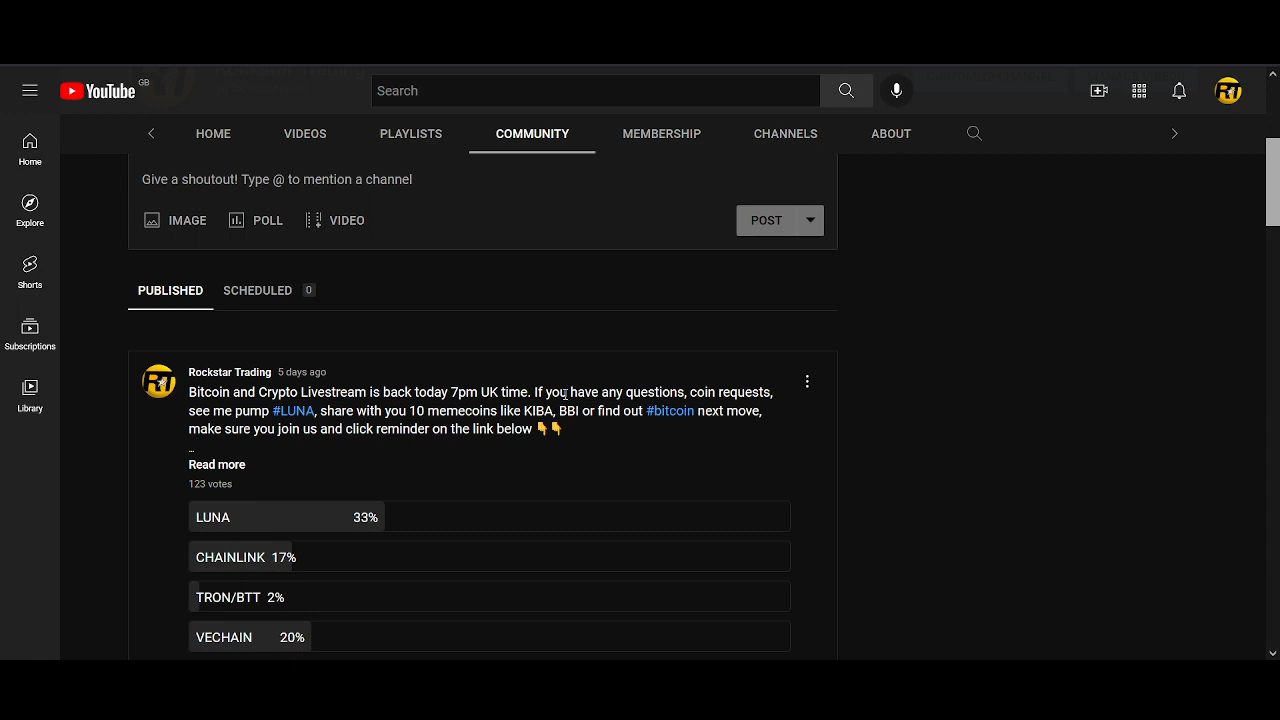 YouTube GB
Search
HOME VIDEOS PLAYLISTS COMMUNITY MEMBERSHIP CHANNELS ABOUT
Home
Explore
Shorts
Subscriptions
Library
Give a shoutout! Type @ to mention a channel
IMAGE POLL VIDEO POST
PUBLISHED SCHEDULED 0
Rockstar Trading 5 days ago
Bitcoin and Crypto Livestream is back today 7pm UK time. If you have any questions, coin requests,
see me pump #LUNA, share with you 10 memecoins like KIBA, BBI or find out #bitcoin next move,
make sure you join us and click reminder on the link below 👇👇
...
Read more
123 votes
LUNA 33%
CHAINLINK 17%
TRON/BTT 2%
VECHAIN 20%